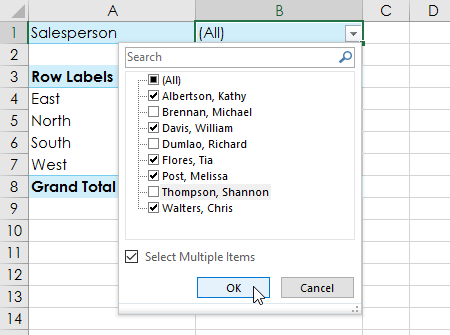 A B C D
1 Salesperson (All)
2 Search
3 Row Labels (All)
4 East Albertson, Kathy
Brennan, Michael
5 North Davis, William
6 South Dumlao, Richard
7 West Flores, Tia
Post, Melissa
8 Grand Total Thompson, Shannon
9 Walters, Chris
10
11 Select Multiple Items
12
13 OK Cancel
14